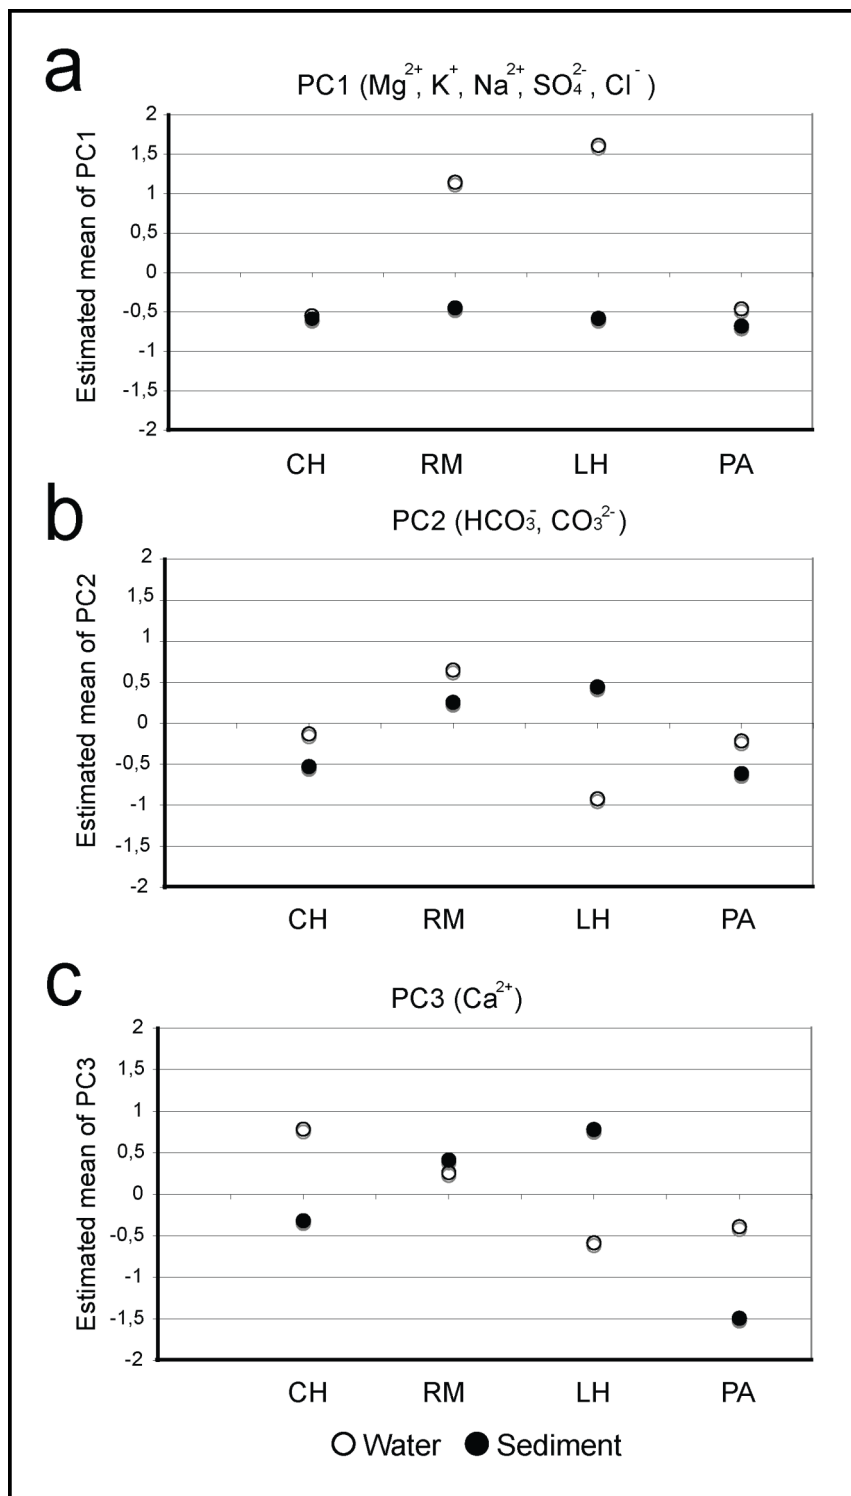 a
PC1 (Mg²⁺, K⁺, Na²⁺, SO₄²⁻, Cl⁻)
Estimated mean of PC1
2
1,5
1
0,5
0
-0,5
-1
-1,5
-2
CH RM LH PA
b
PC2 (HCO₃⁻, CO₃²⁻)
Estimated mean of PC2
2
1,5
1
0,5
0
-0,5
-1
-1,5
-2
CH RM LH PA
c
PC3 (Ca²⁺)
Estimated mean of PC3
2
1,5
1
0,5
0
-0,5
-1
-1,5
-2
CH RM LH PA
Water Sediment